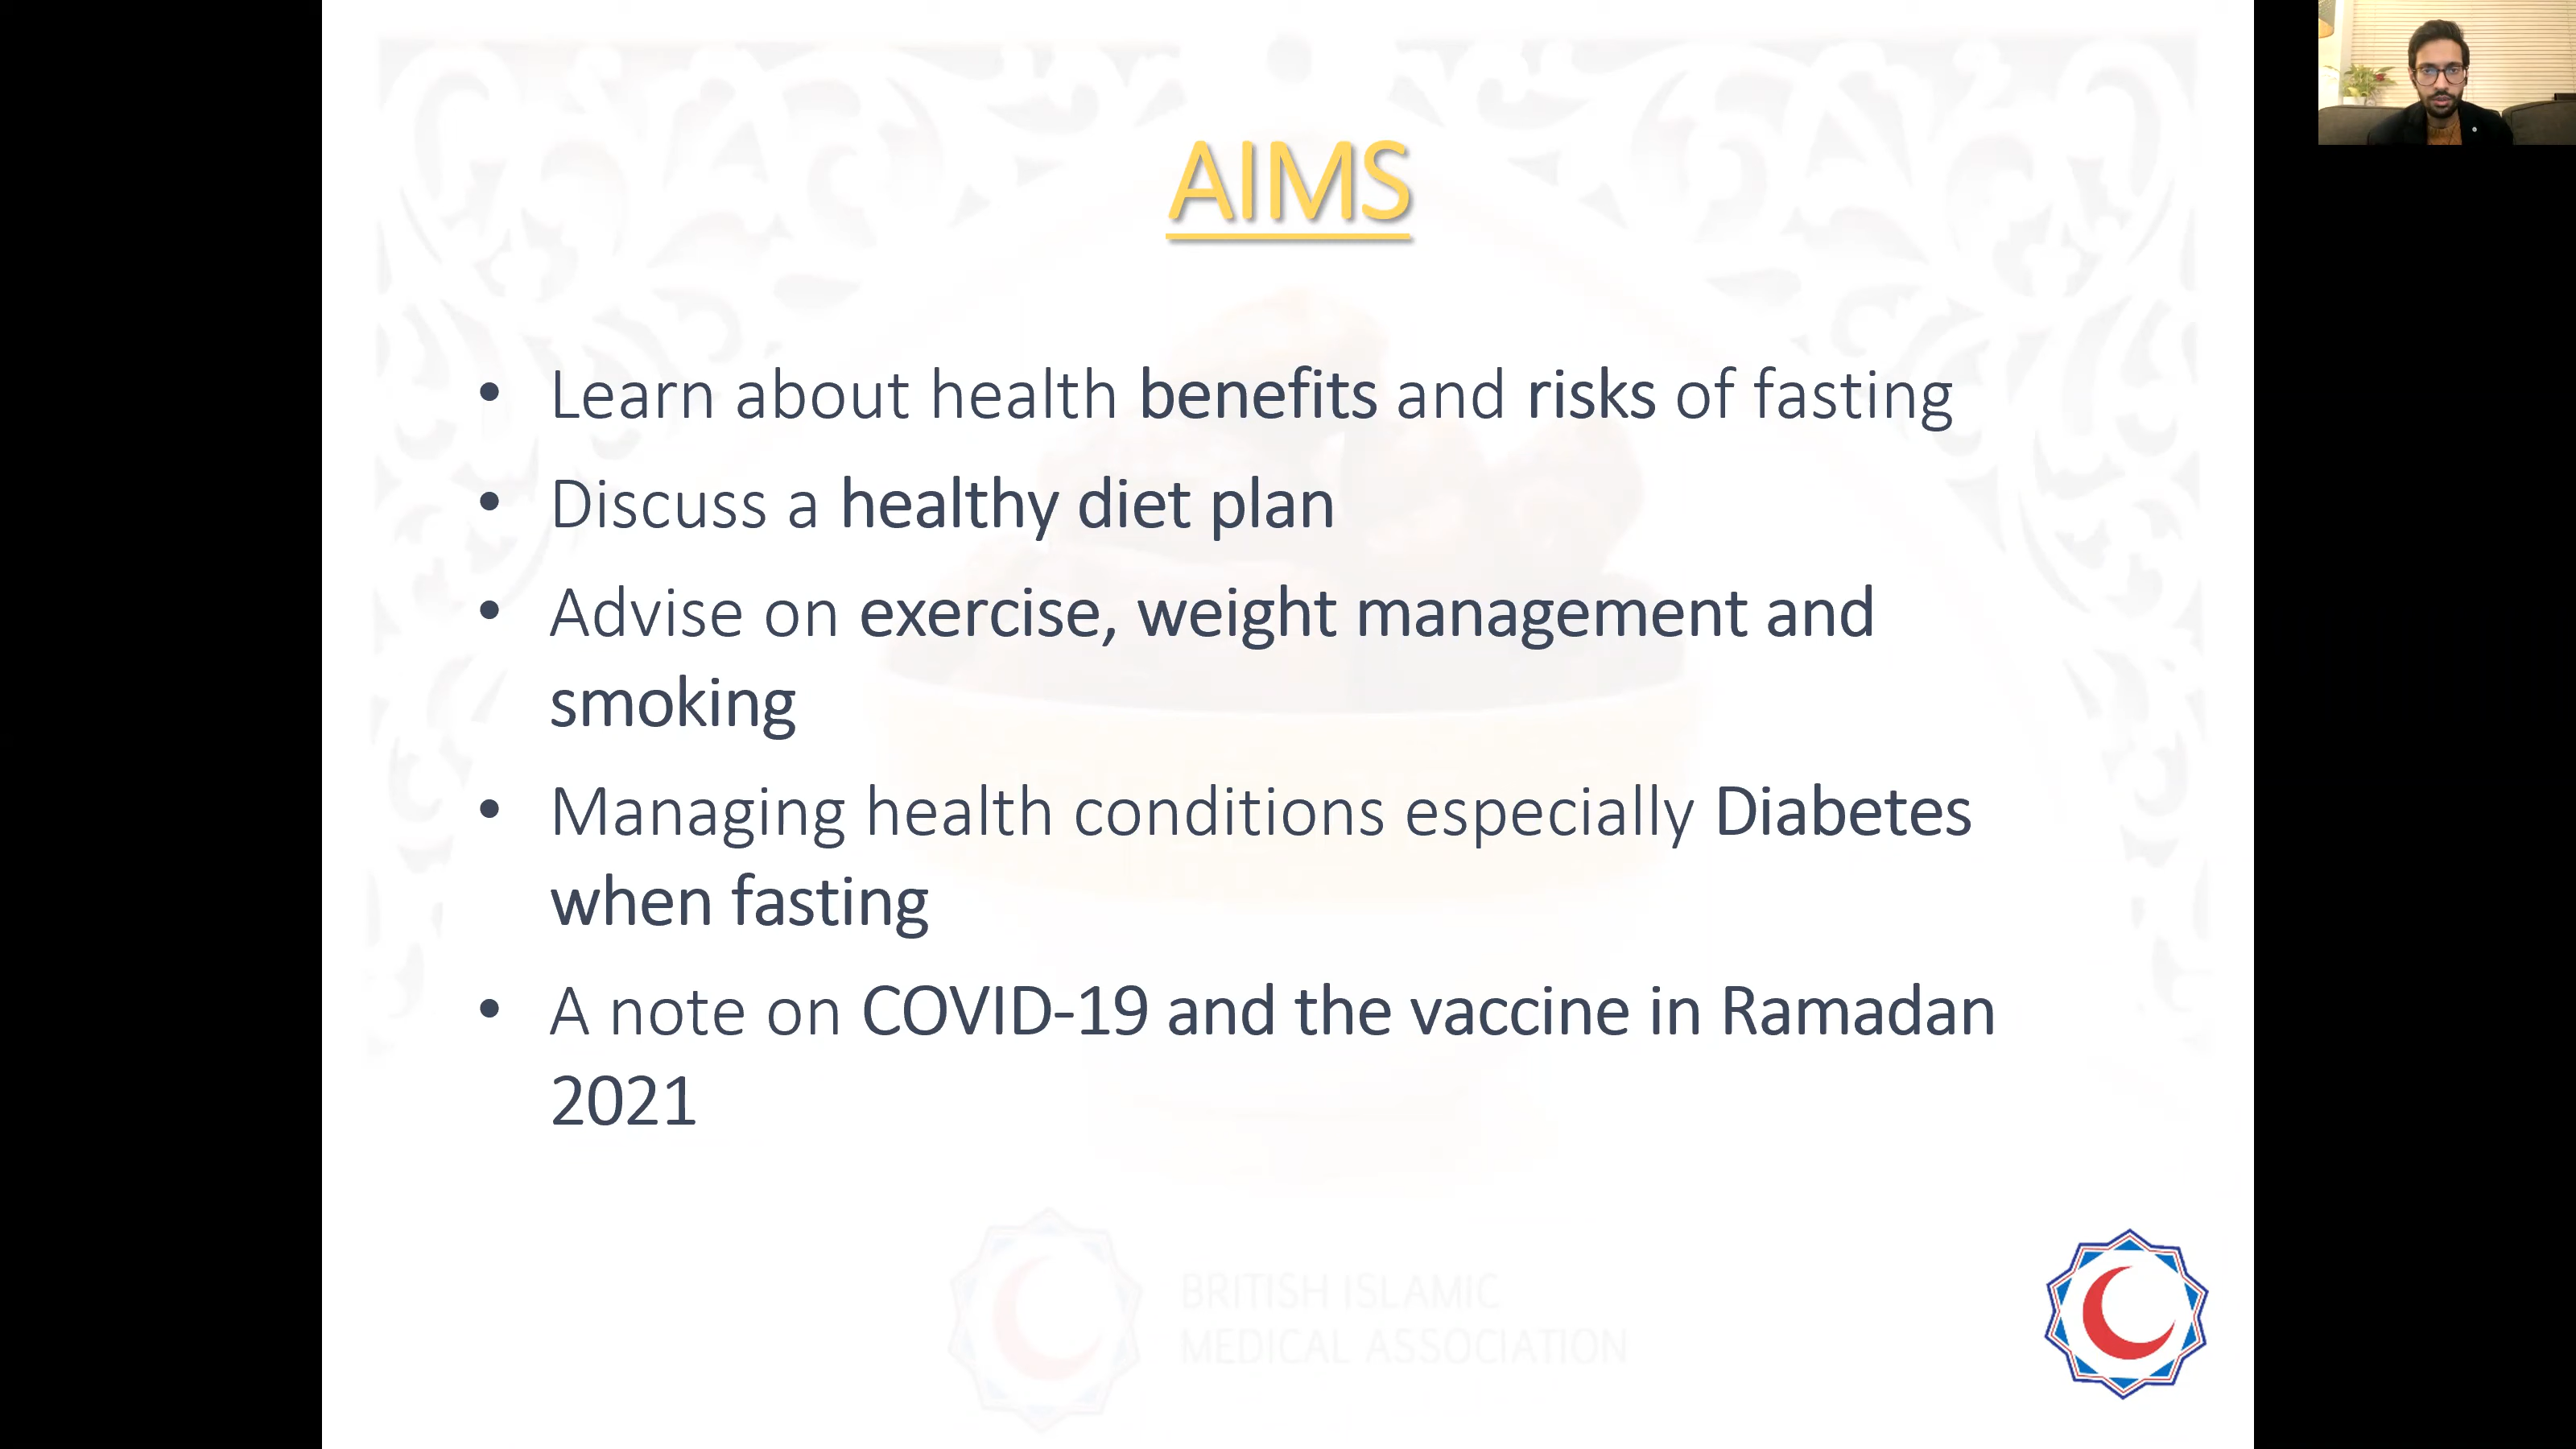 AIMS
• Learn about health benefits and risks of fasting
• Discuss a healthy diet plan
• Advise on exercise, weight management and
smoking
• Managing health conditions especially Diabetes
when fasting
• A note on COVID-19 and the vaccine in Ramadan
2021
BRITISH ISLAMIC
MEDICAL ASSOCIATION